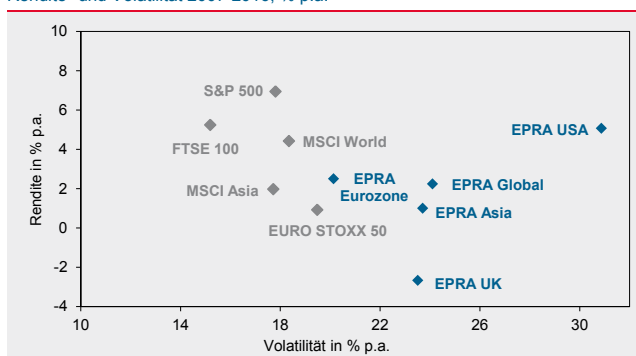 10
8
6
4
2
0
-2
-4
Rendite in % p.a.
S&P 500
FTSE 100
MSCI World
MSCI Asia
EURO STOXX 50
EPRA
Eurozone
EPRA USA
EPRA Global
EPRA Asia
EPRA UK
10 14 18 22 26 30
Volatilität in % p.a.